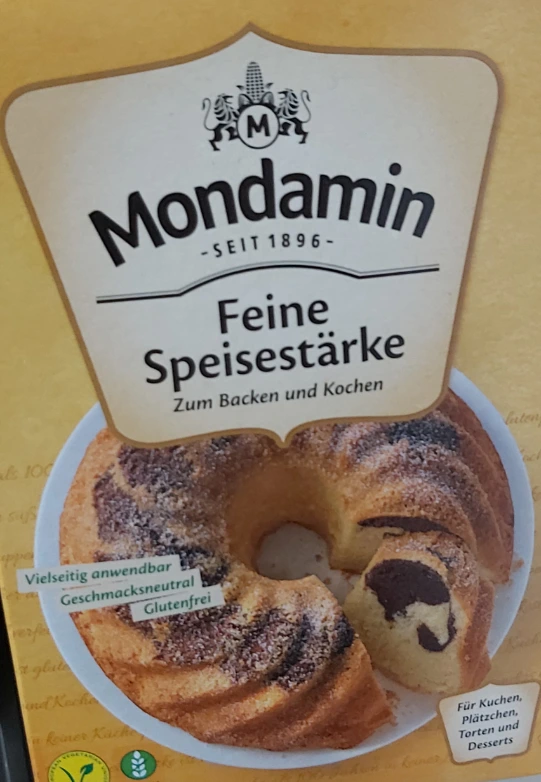 M
Mondamin
-SEIT 1896-
Feine
Speisestärke
Zum Backen und Kochen
Vielseitig anwendbar
Geschmacksneutral
Glutenfrei
Für Kuchen,
Plätzchen,
Torten und
Desserts